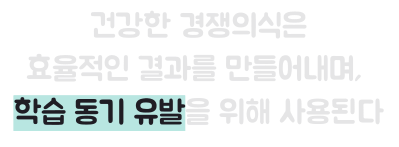 건강한 경쟁의식은
효율적인 결과를 만들어내며,
학습 동기 유발을 위해 사용된다